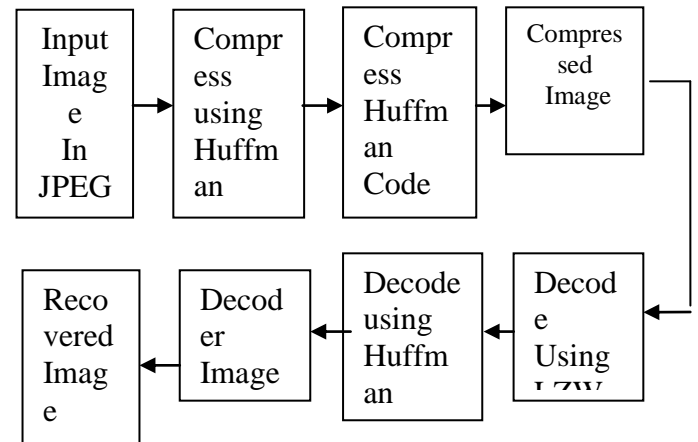 Input
Imag
e
In
JPEG
Compr
ess
using
Huffm
an
Compr
ess
Huffm
an
Code
Compres
sed
Image
Reco
vered
Imag
e
Decod
er
Image
Decode
using
Huffm
an
Decod
e
Using
LZW